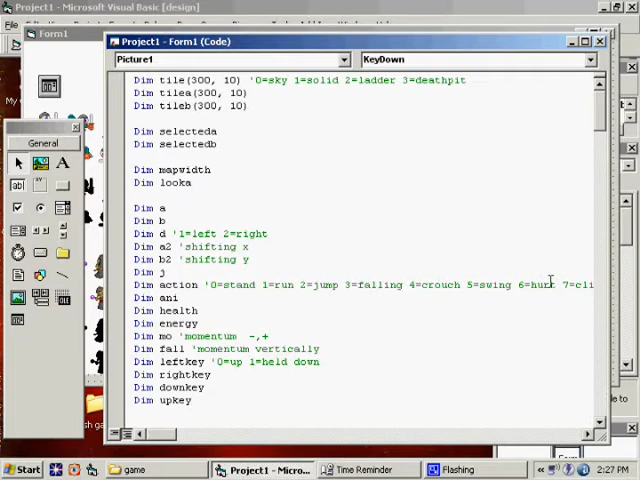 Project1 - Microsoft Visual Basic [design]
Form1
Project1 - Form1 (Code)
Picture1
KeyDown
General
Dim tile(300, 10) '0=sky 1=solid 2=ladder 3=deathpit
Dim tilea(300, 10)
Dim tileb(300, 10)
Dim selecteda
Dim selectedb
Dim mapwidth
Dim looka
Dim a
Dim b
Dim d '1=left 2=right
Dim a2 'shifting x
Dim b2 'shifting y
Dim j
Dim action '0=stand 1=run 2=jump 3=falling 4=crouch 5=swing 6=hurt 7=cli
Dim ani
Dim health
Dim energy
Dim mo 'momentum -,+
Dim fall 'momentum vertically
Dim leftkey '0=up 1=held down
Dim rightkey
Dim downkey
Dim upkey
Start
game
Project1 - Micro...
Time Reminder
Flashing
2:27 PM